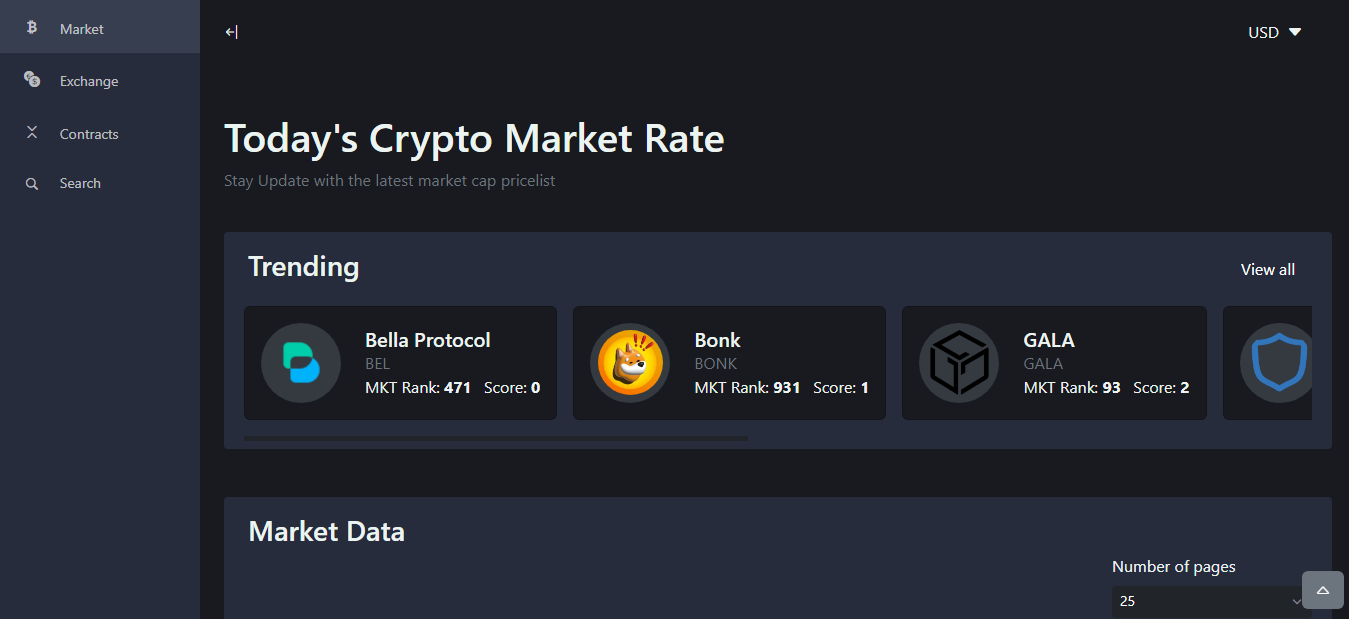 Market
Exchange
Contracts
Search
USD
Today's Crypto Market Rate
Stay Update with the latest market cap pricelist
Trending
View all
Bella Protocol
BEL
MKT Rank: 471 Score: 0
Bonk
BONK
MKT Rank: 931 Score: 1
GALA
GALA
MKT Rank: 93 Score: 2
Market Data
Number of pages
25